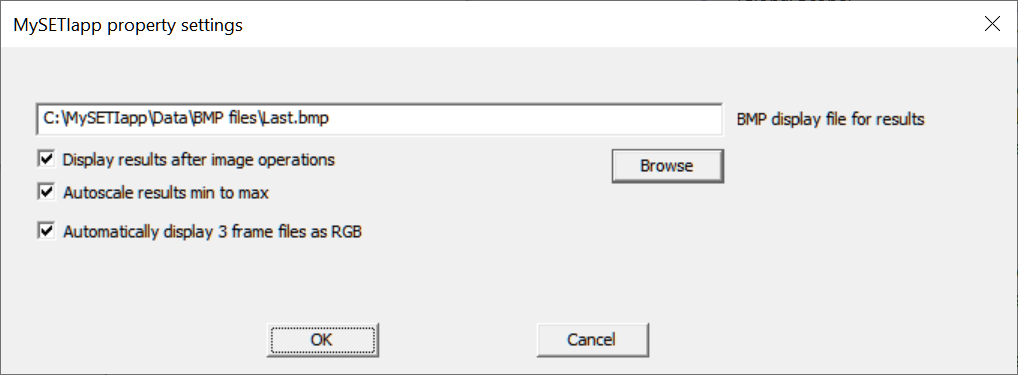 MySETIapp property settings
C:\MySETIapp\Data\BMP files\Last.bmp
BMP display file for results
Display results after image operations
Browse
Autoscale results min to max
Automatically display 3 frame files as RGB
OK
Cancel